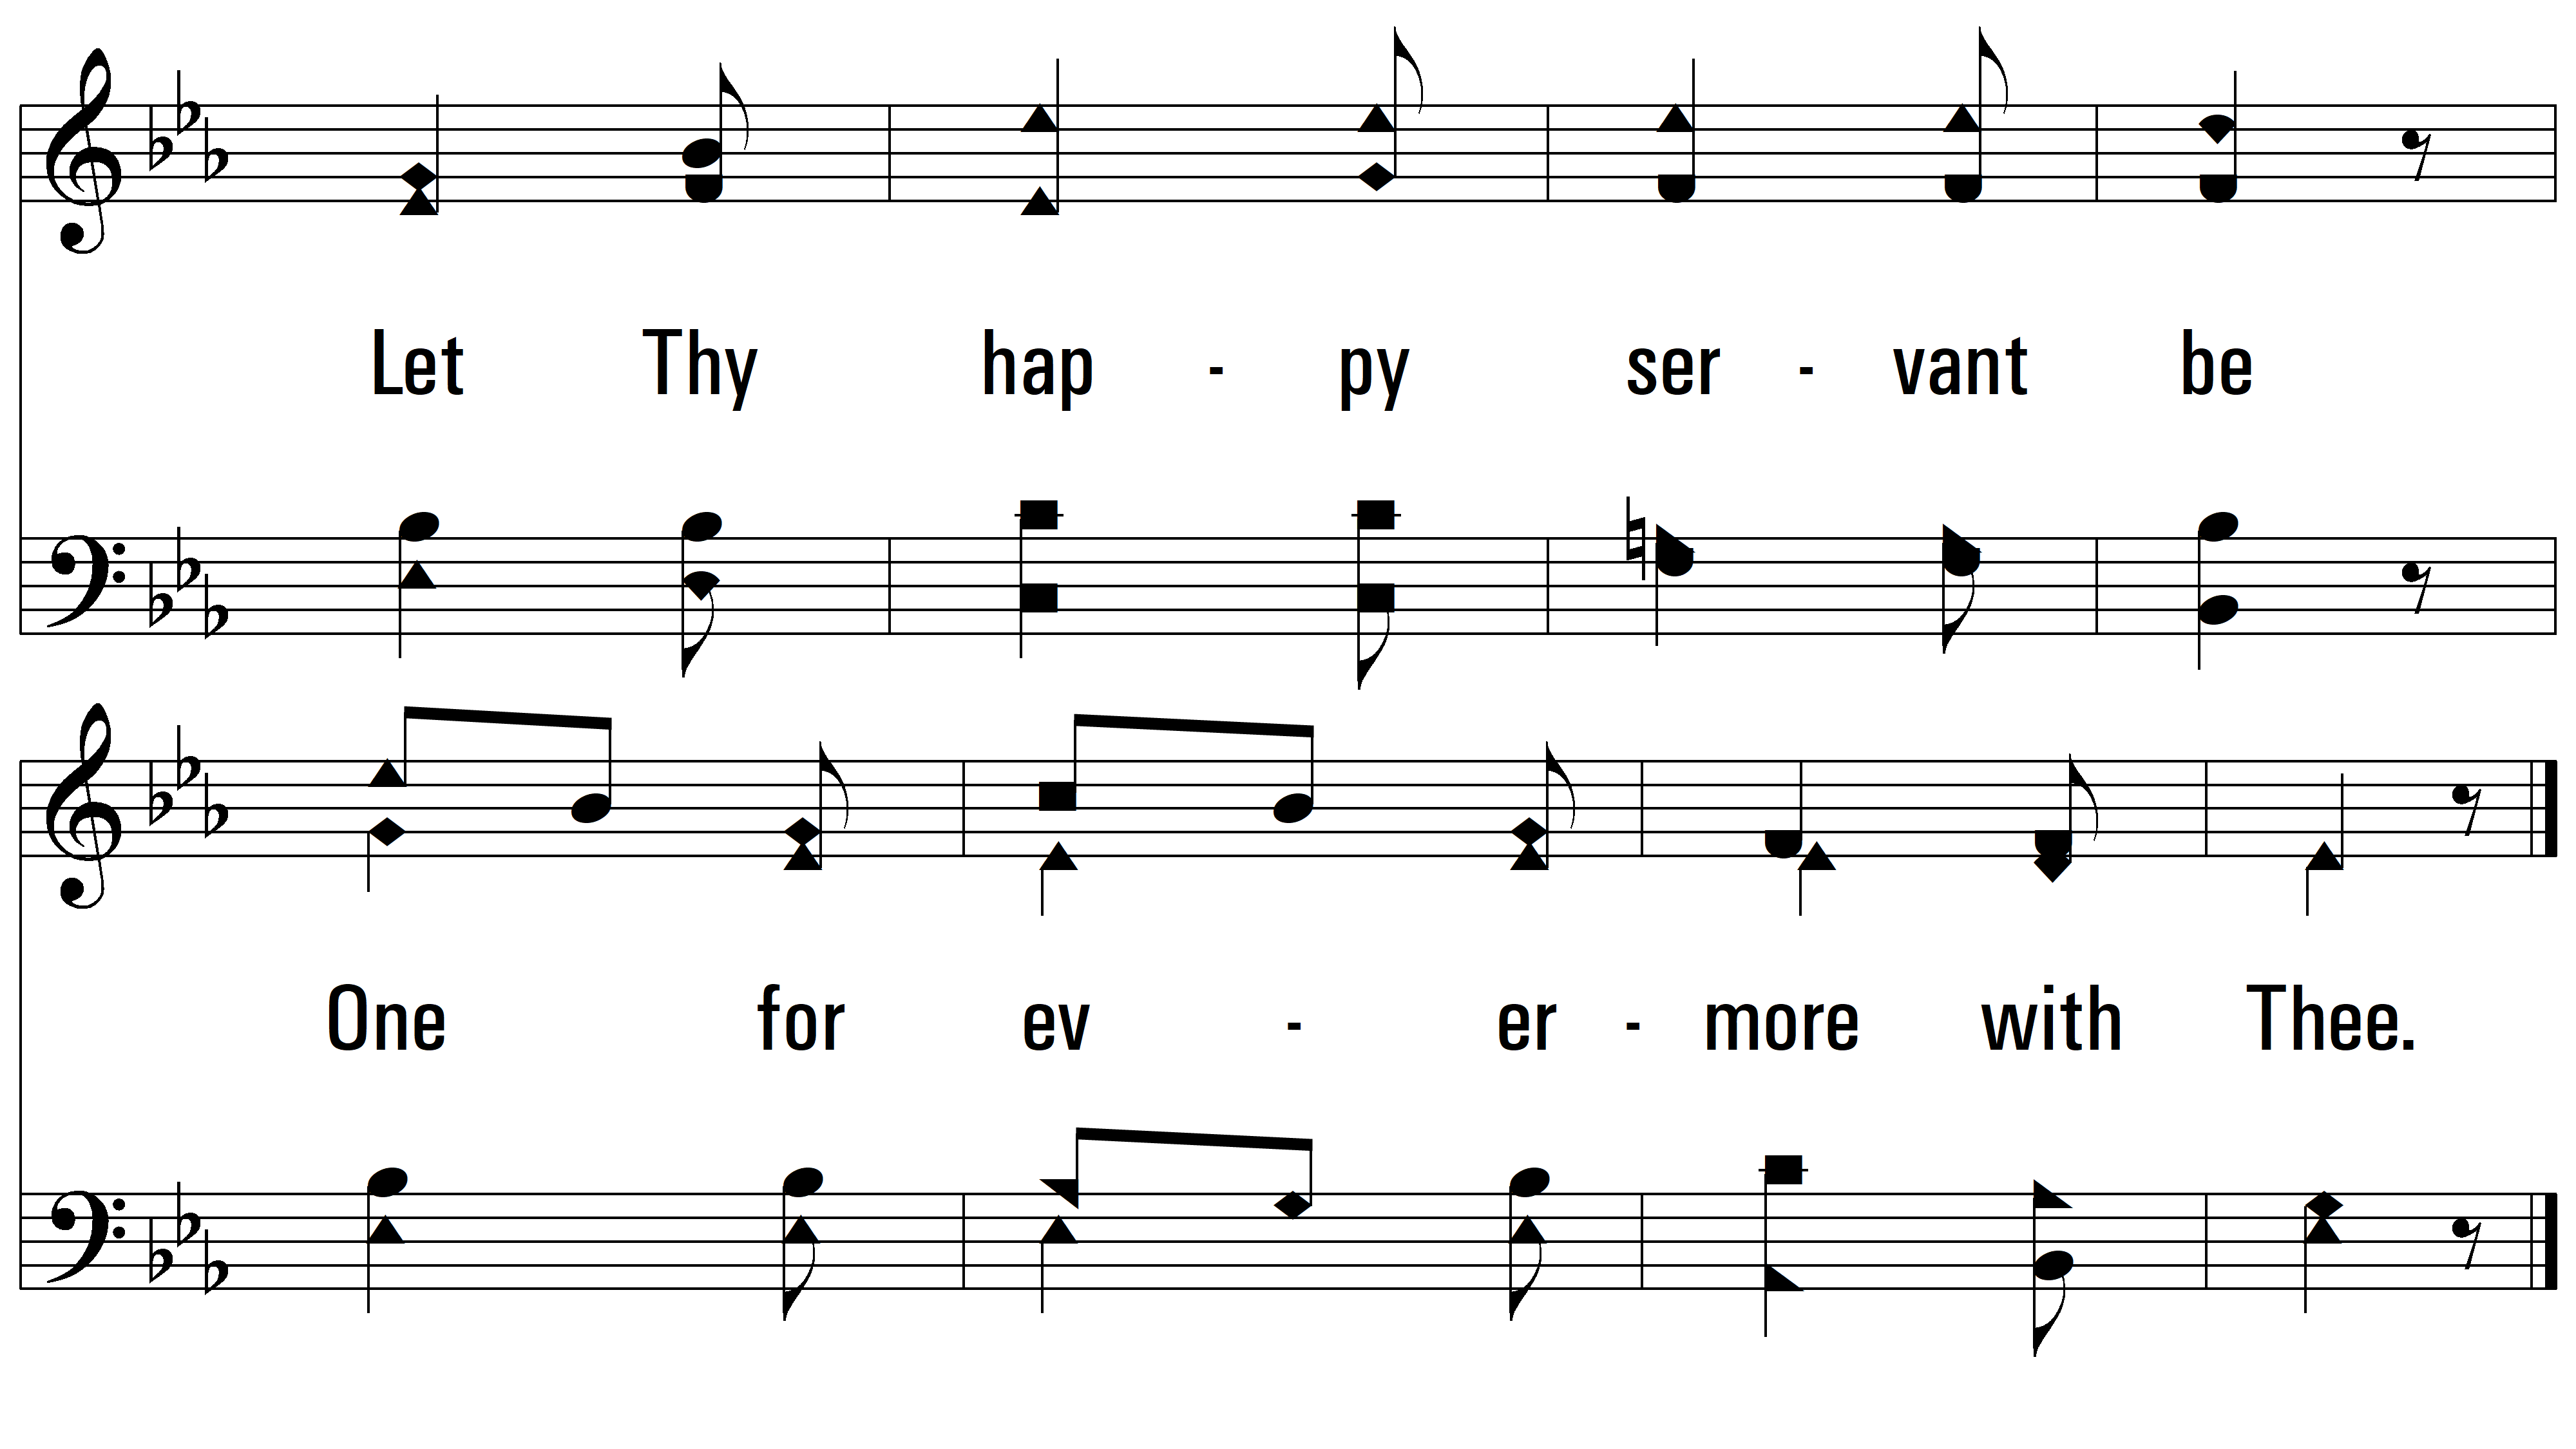 Let Thy hap - py ser - vant be
One for ev - er - more with Thee.